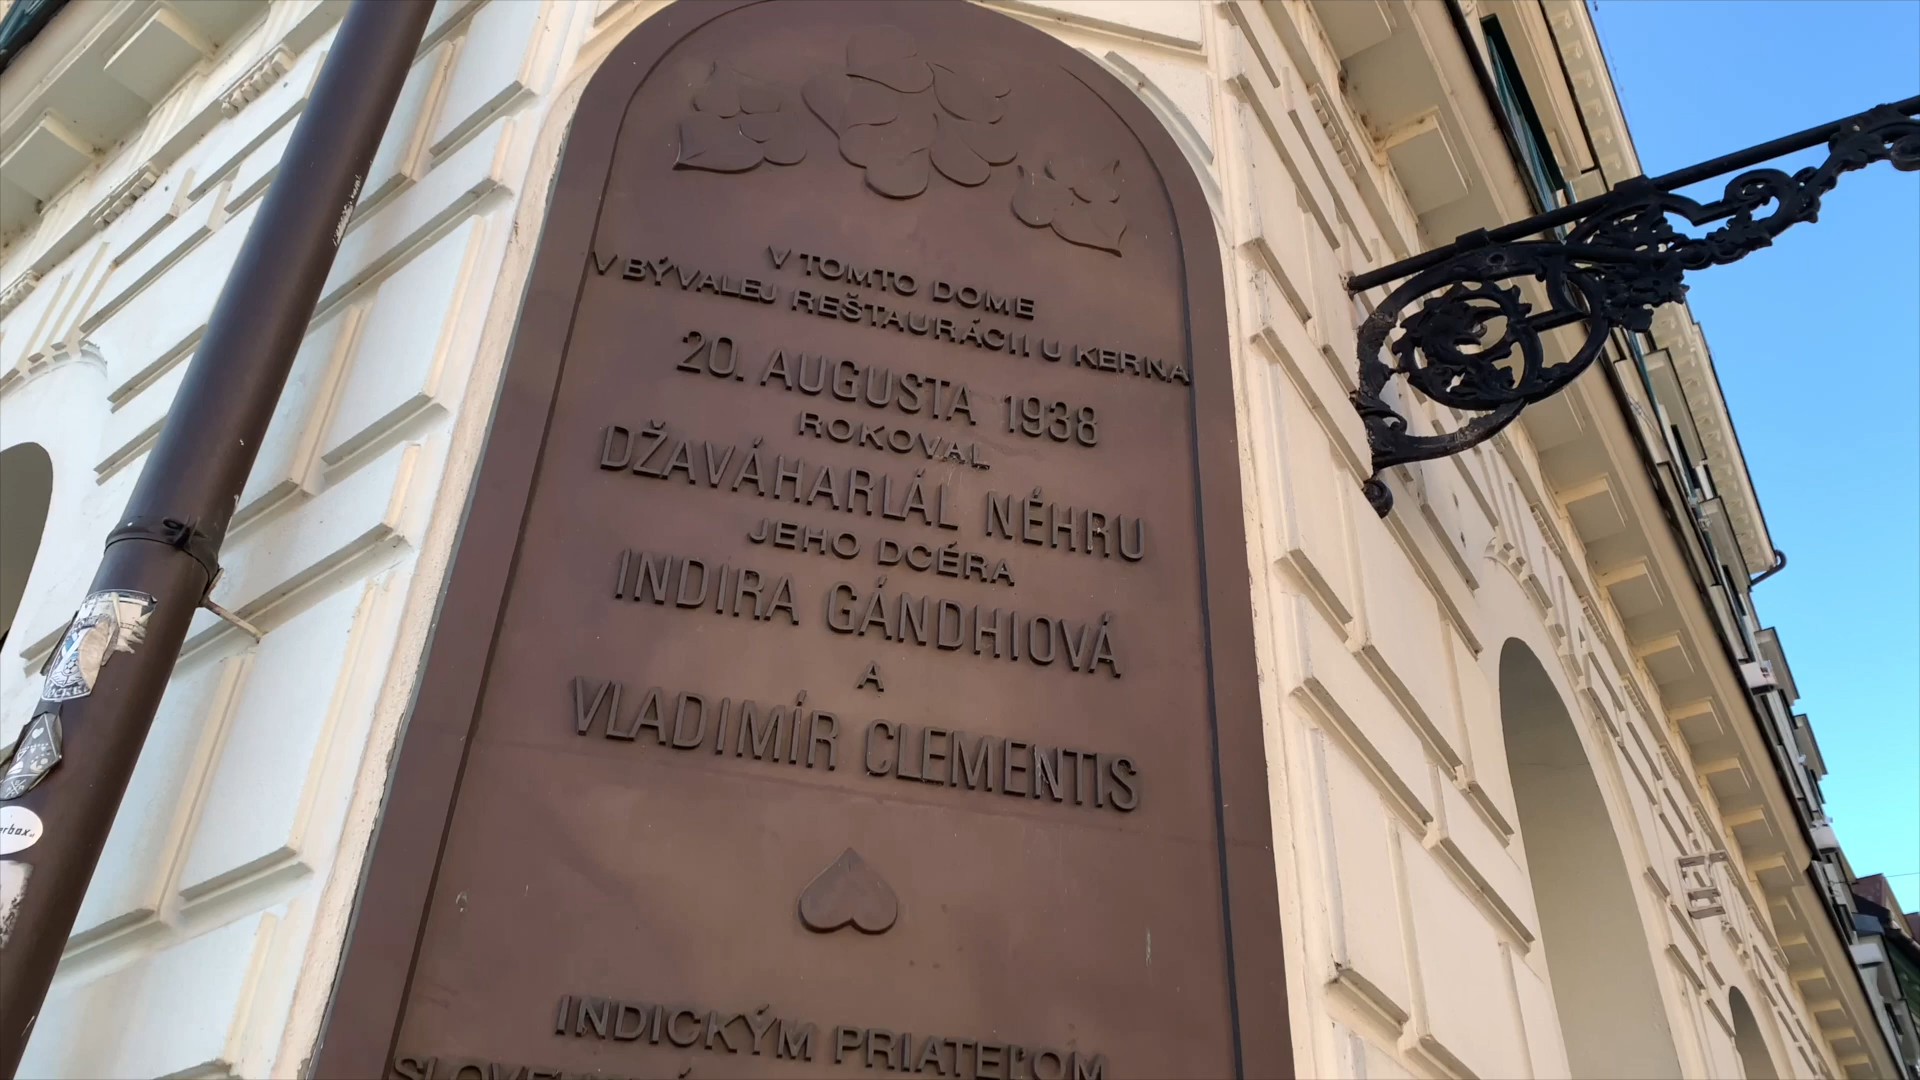 V TOMTO DOME
V BÝVALEJ REŠTAURÁCII U KERNA
20. AUGUSTA 1938
ROKOVAL
DŽAVÁHARLÁL NÉHRU
JEHO DCÉRA
INDIRA GÁNDHIOVÁ
A
VLADIMÍR CLEMENTIS
INDICKÝM PRIATEĽOM